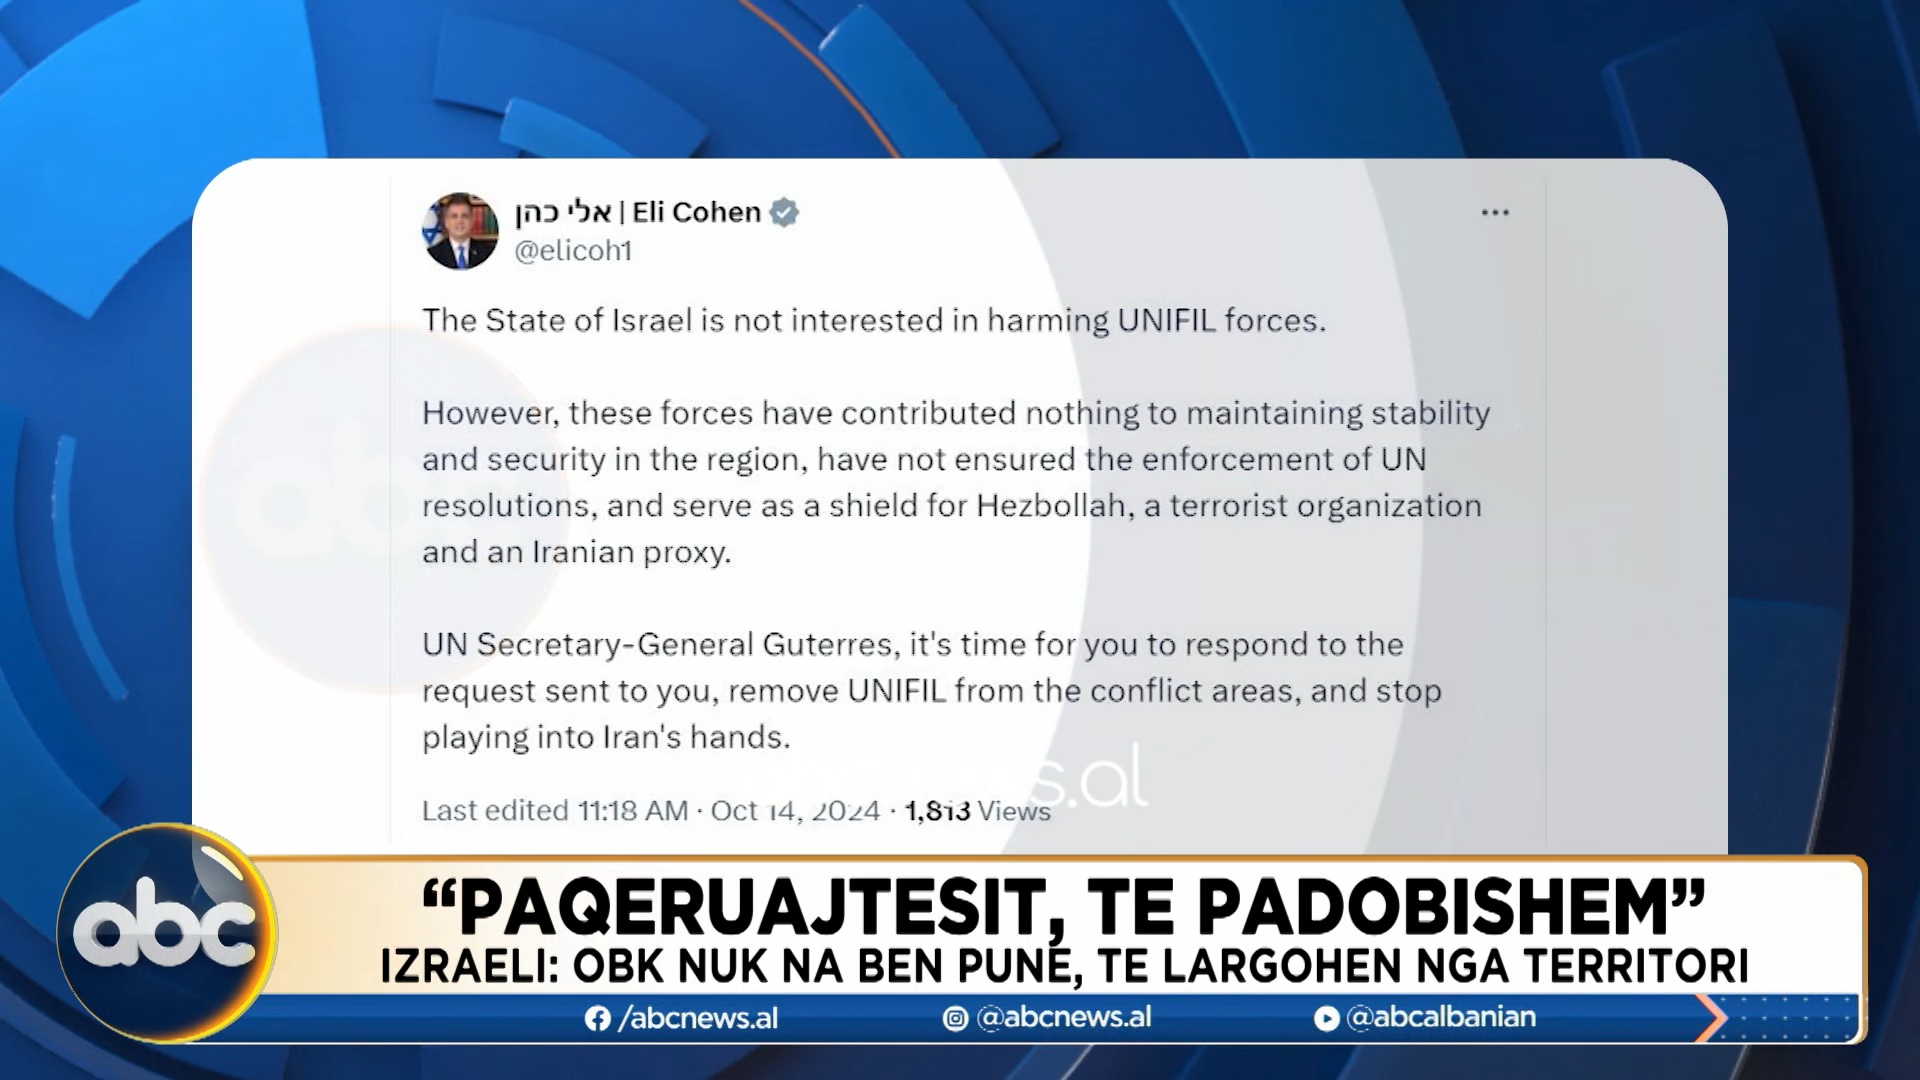 אלי כהן | Eli Cohen
@elicoh1
The State of Israel is not interested in harming UNIFIL forces.
However, these forces have contributed nothing to maintaining stability
and security in the region, have not ensured the enforcement of UN
resolutions, and serve as a shield for Hezbollah, a terrorist organization
and an Iranian proxy.
UN Secretary-General Guterres, it's time for you to respond to the
request sent to you, remove UNIFIL from the conflict areas, and stop
playing into Iran's hands.
s.al
Last edited 11:18 AM · Oct 14, 2024 · 1,813 Views
abc
“PAQERUAJTESIT, TE PADOBISHEM”
IZRAELI: OBK NUK NA BEN PUNE, TE LARGOHEN NGA TERRITORI
/abcnews.al @abcnews.al @abcalbanian